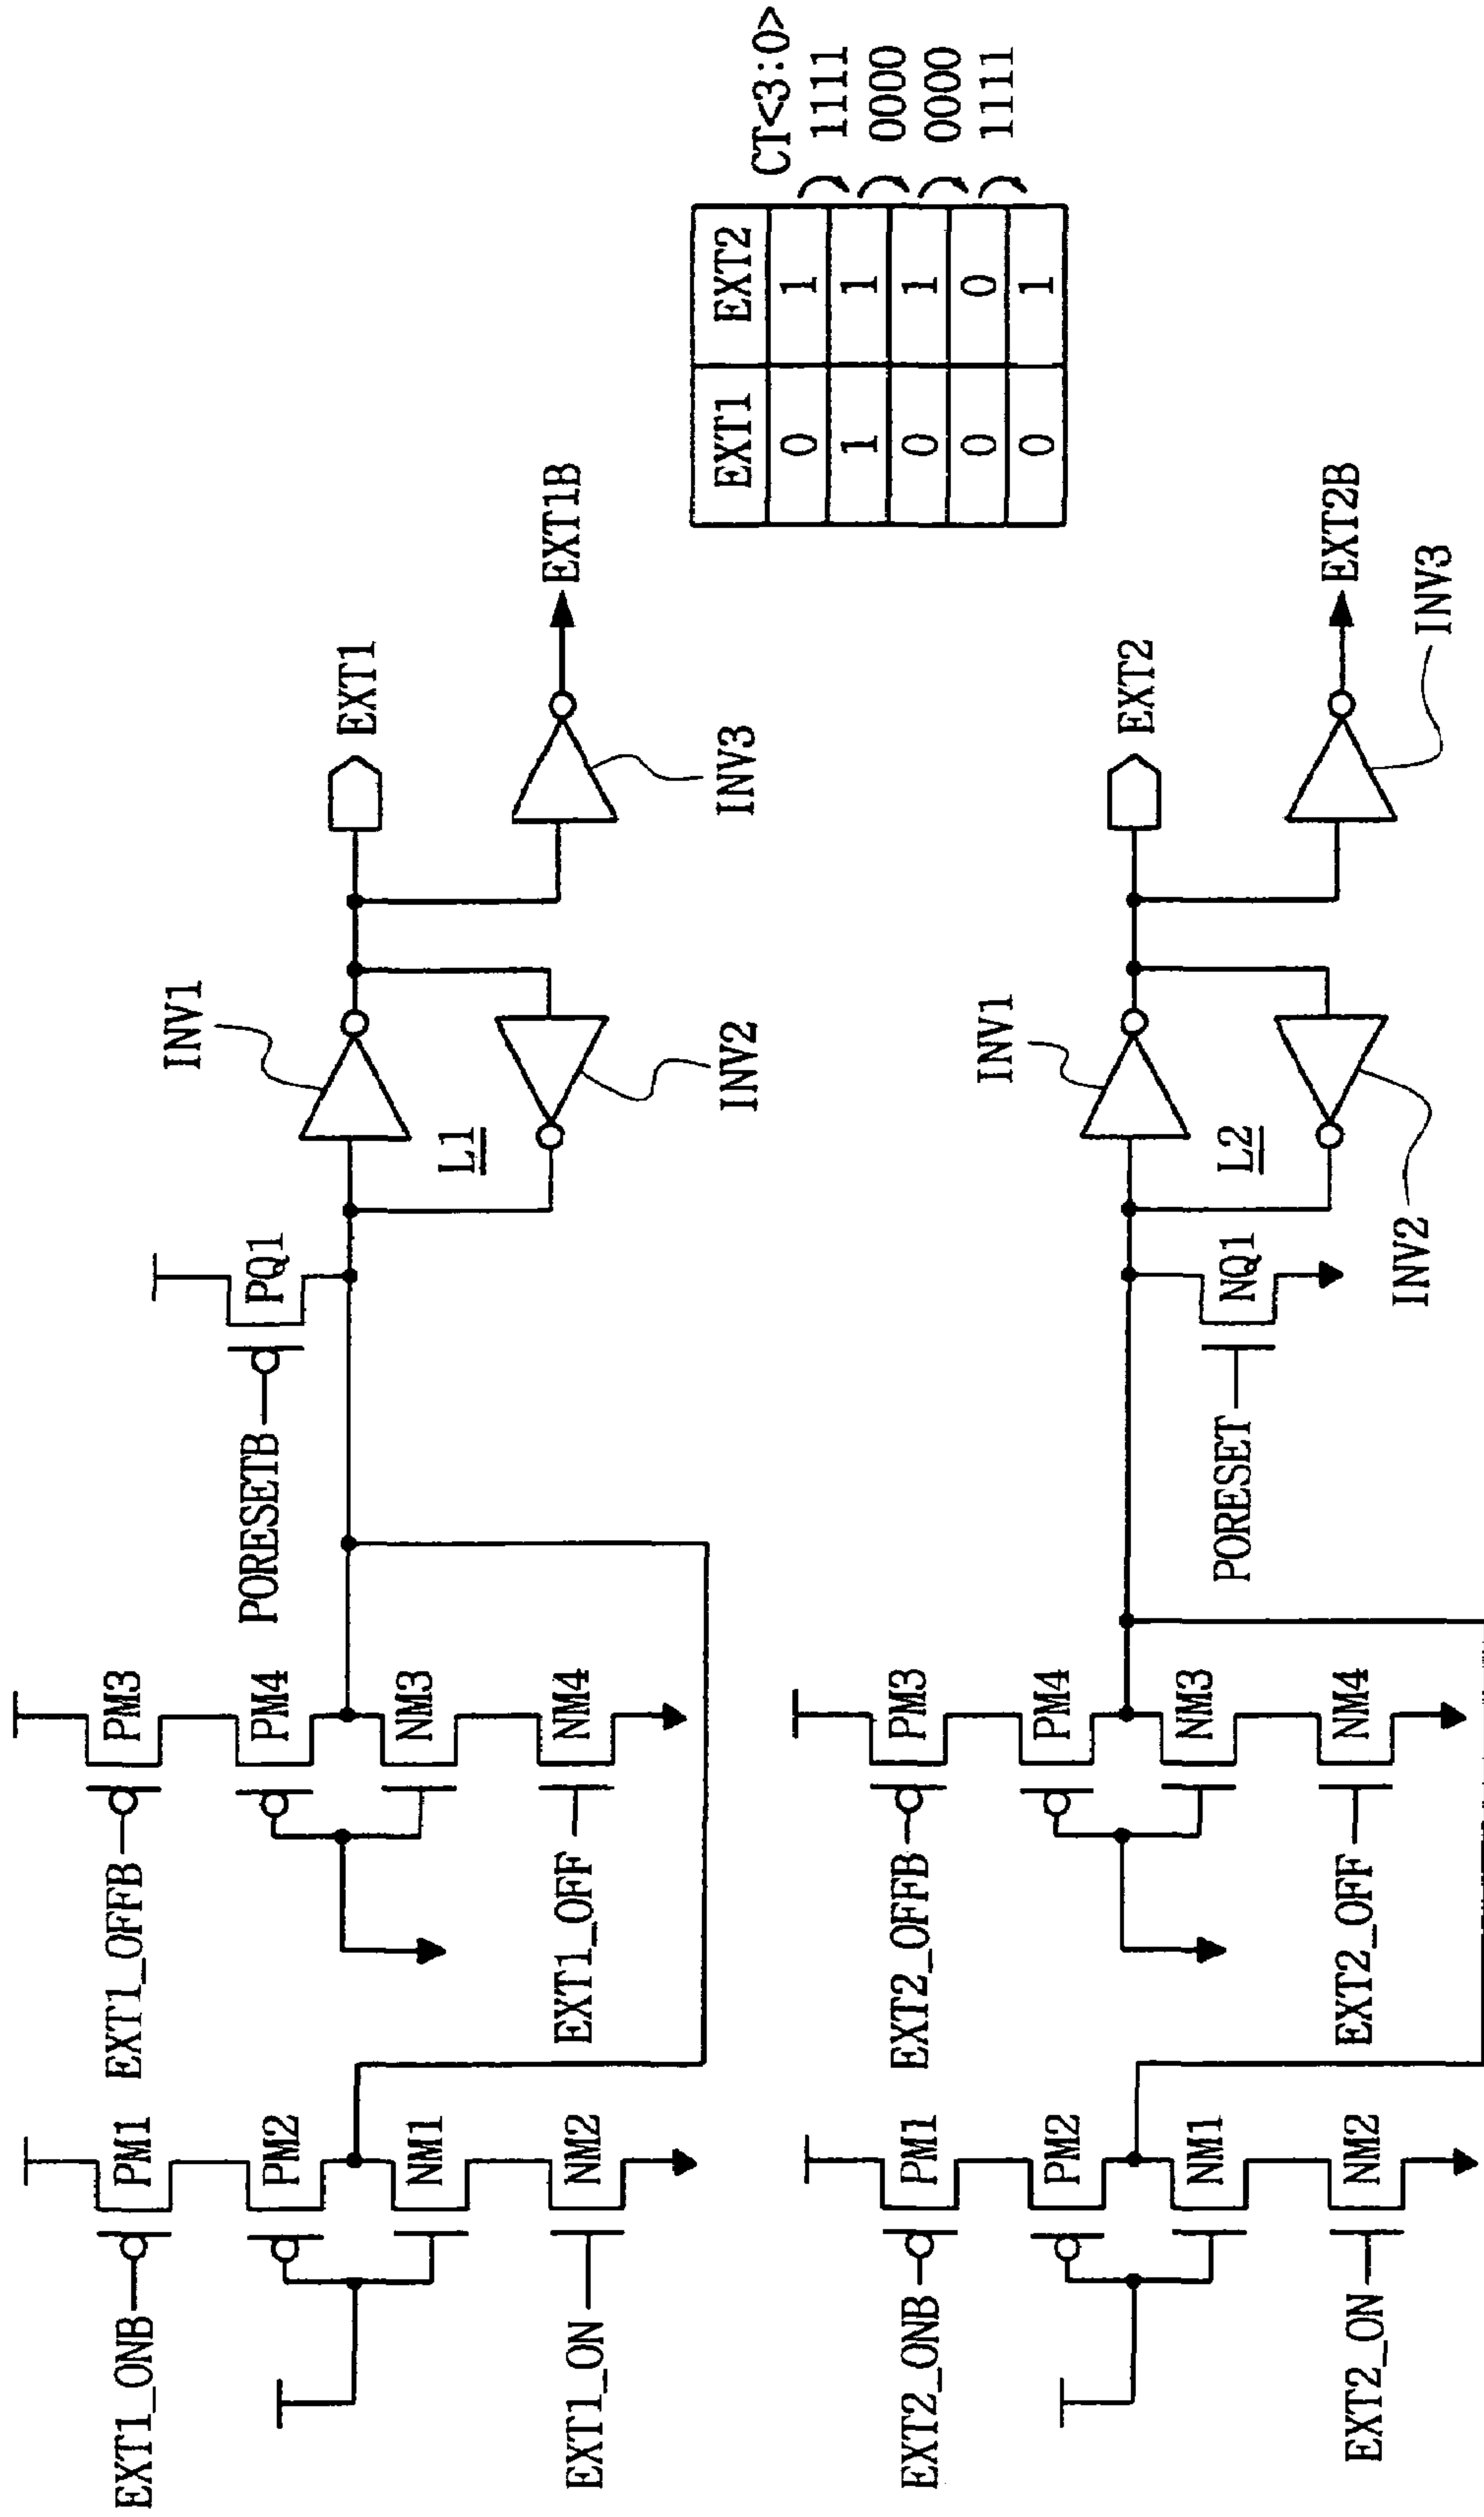 EXT1_ONB
PM1
PM2
NM1
EXT1_ON
NM2
EXT1_OFFB
PM3
PM4
NM3
EXT1_OFF
NM4
PORESETB
PQ1
INV1
L1
INV2
EXT1
INV3
EXT1B
EXT2_ONB
PM1
PM2
NM1
EXT2_ON
NM2
EXT2_OFFB
PM3
PM4
NM3
EXT2_OFF
NM4
PORESET
NQ1
INV1
L2
INV2
EXT2
INV3
EXT2B
EXT1 EXT2 CT<3:0>
0 1
1111
1 1
0000
0 1
0000
0 0
1111
0 1